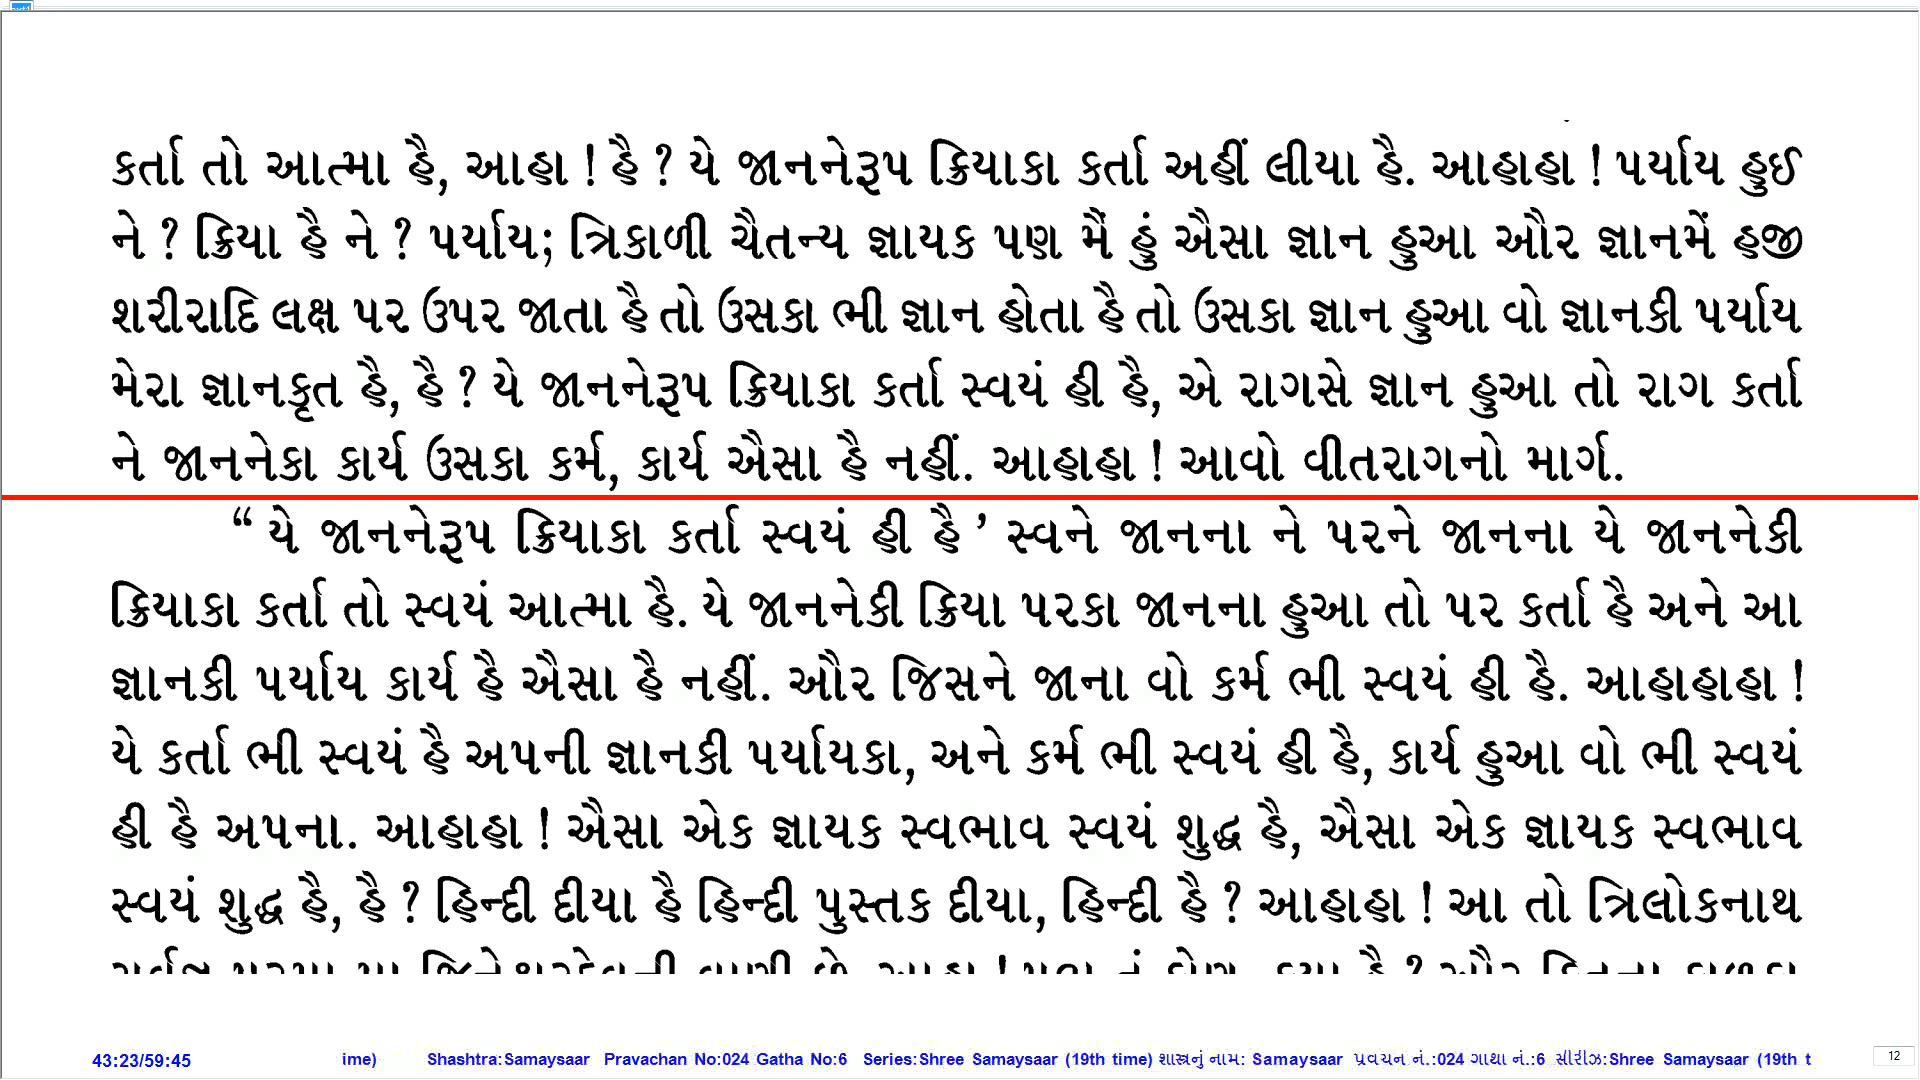 કર્તા તો આત્મા હૈ, આહા ! હૈ ? યે જાનનેરૂપ ક્રિયાકા કર્તા અહીં લીયા હૈ. આહાહા ! પર્યાય હુઈ
ને ? ક્રિયા હૈ ને ? પર્યાય; ત્રિકાળી ચૈતન્ય જ્ઞાયક પણ મૈં હું ઐસા જ્ઞાન હુઆ ઔર જ્ઞાનમેં હજી
શરીરાદિ લક્ષ પર ઉપર જાતા હૈ તો ઉસકા ભી જ્ઞાન હોતા હૈ તો ઉસકા જ્ઞાન હુઆ વો જ્ઞાનકી પર્યાય
મેરા જ્ઞાનકૃત હૈ, હૈ ? યે જાનનેરૂપ ક્રિયાકા કર્તા સ્વયં હી હૈ, એ રાગસે જ્ઞાન હુઆ તો રાગ કર્તા
ને જાનનેકા કાર્ય ઉસકા કર્મ, કાર્ય ઐસા હૈ નહીં. આહાહા ! આવો વીતરાગનો માર્ગ.
“ યે જાનનેરૂપ ક્રિયાકા કર્તા સ્વયં હી હૈ ’ સ્વને જાનના ને પરને જાનના યે જાનનેકી
ક્રિયાકા કર્તા તો સ્વયં આત્મા હૈ. યે જાનનેકી ક્રિયા પરકા જાનના હુઆ તો પર કર્તા હૈ અને આ
જ્ઞાનકી પર્યાય કાર્ય હૈ ઐસા હૈ નહીં. ઔર જિસને જાના વો કર્મ ભી સ્વયં હી હૈ. આહાહાહા !
યે કર્તા ભી સ્વયં હૈ અપની જ્ઞાનકી પર્યાયકા, અને કર્મ ભી સ્વયં હી હૈ, કાર્ય હુઆ વો ભી સ્વયં
હી હૈ અપના. આહાહા ! ઐસા એક જ્ઞાયક સ્વભાવ સ્વયં શુદ્ધ હૈ, ઐસા એક જ્ઞાયક સ્વભાવ
સ્વયં શુદ્ધ હૈ, હૈ ? હિન્દી દીયા હૈ હિન્દી પુસ્તક દીયા, હિન્દી હૈ ? આહાહા ! આ તો ત્રિલોકનાથ
43:23/59:45 ime) Shashtra:Samaysaar Pravachan No:024 Gatha No:6 Series:Shree Samaysaar (19th time) શાસ્ત્રનું નામ: Samaysaar પ્રવચન નં.:024 ગાથા નં.:6 સીરીઝ:Shree Samaysaar (19th t 12